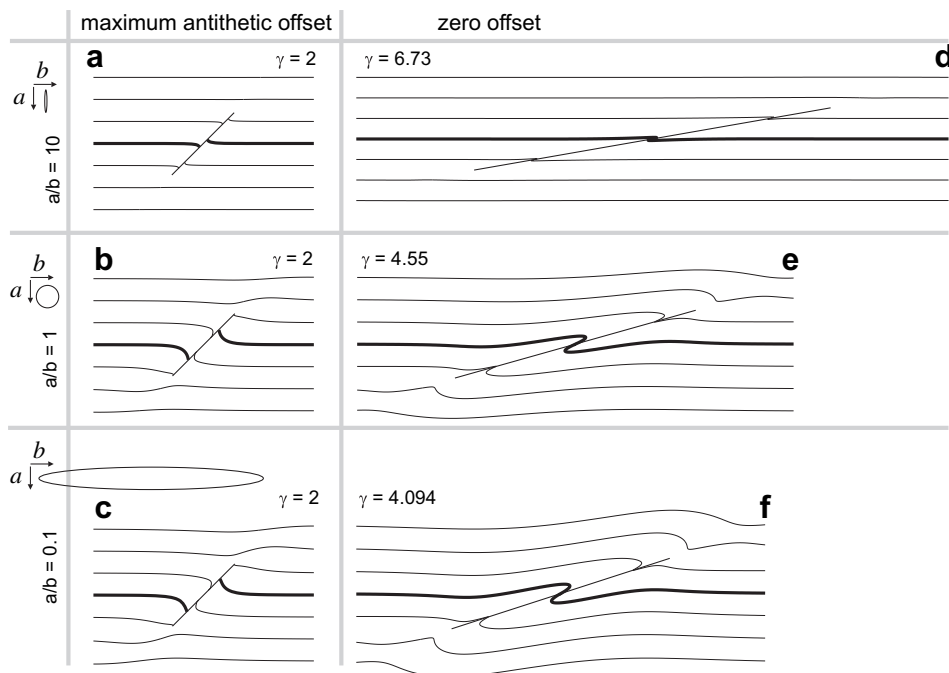 maximum antithetic offset
zero offset
a
γ = 2
γ = 6.73
d
b
a
a/b = 10
b
γ = 2
γ = 4.55
e
b
a
a/b = 1
b
a
c
γ = 2
γ = 4.094
f
a/b = 0.1